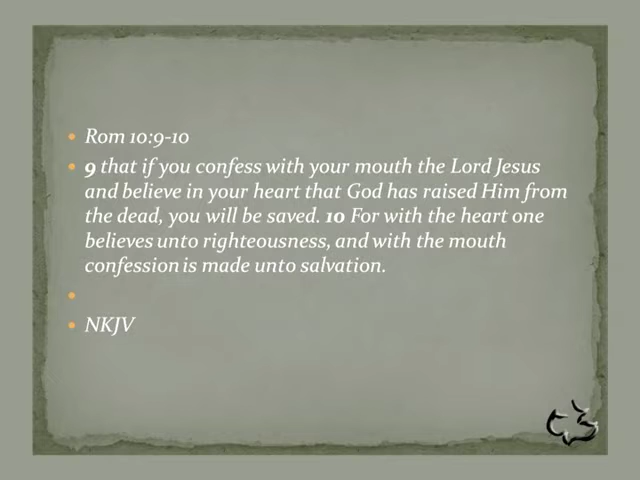 Rom 10:9-10
9 that if you confess with your mouth the Lord Jesus
and believe in your heart that God has raised Him from
the dead, you will be saved. 10 For with the heart one
believes unto righteousness, and with the mouth
confession is made unto salvation.
NKJV